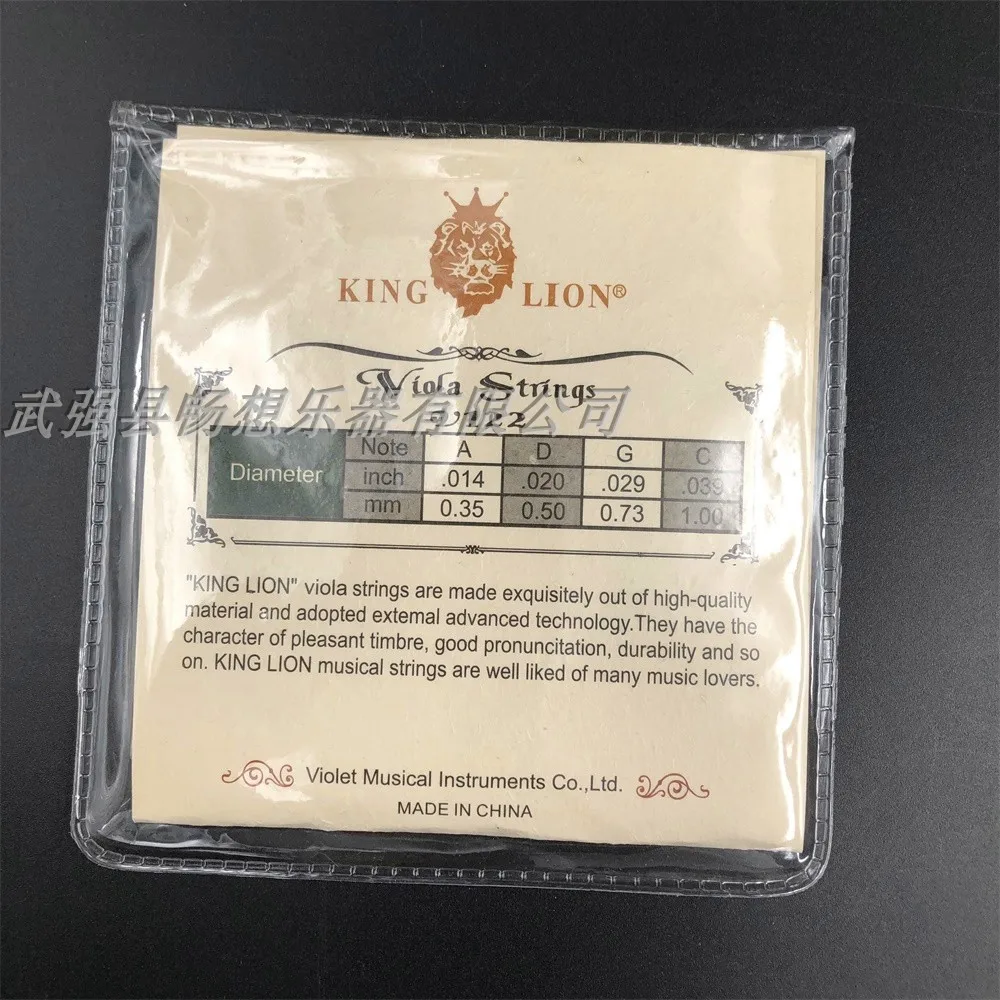 KING LION®
Viola Strings
武强县畅想乐器有限公司
V122
Diameter Note A D G C
inch .014 .020 .029 .039
mm 0.35 0.50 0.73 1.00
"KING LION" viola strings are made exquisitely out of high-quality
material and adopted extemal advanced technology.They have the
character of pleasant timbre, good pronuncitation, durability and so
on. KING LION musical strings are well liked of many music lovers.
Violet Musical Instruments Co.,Ltd.
MADE IN CHINA